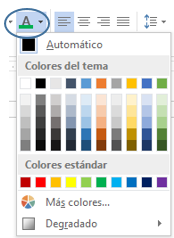 A
Automático
Colores del tema
Colores estándar
Más colores...
Degradado